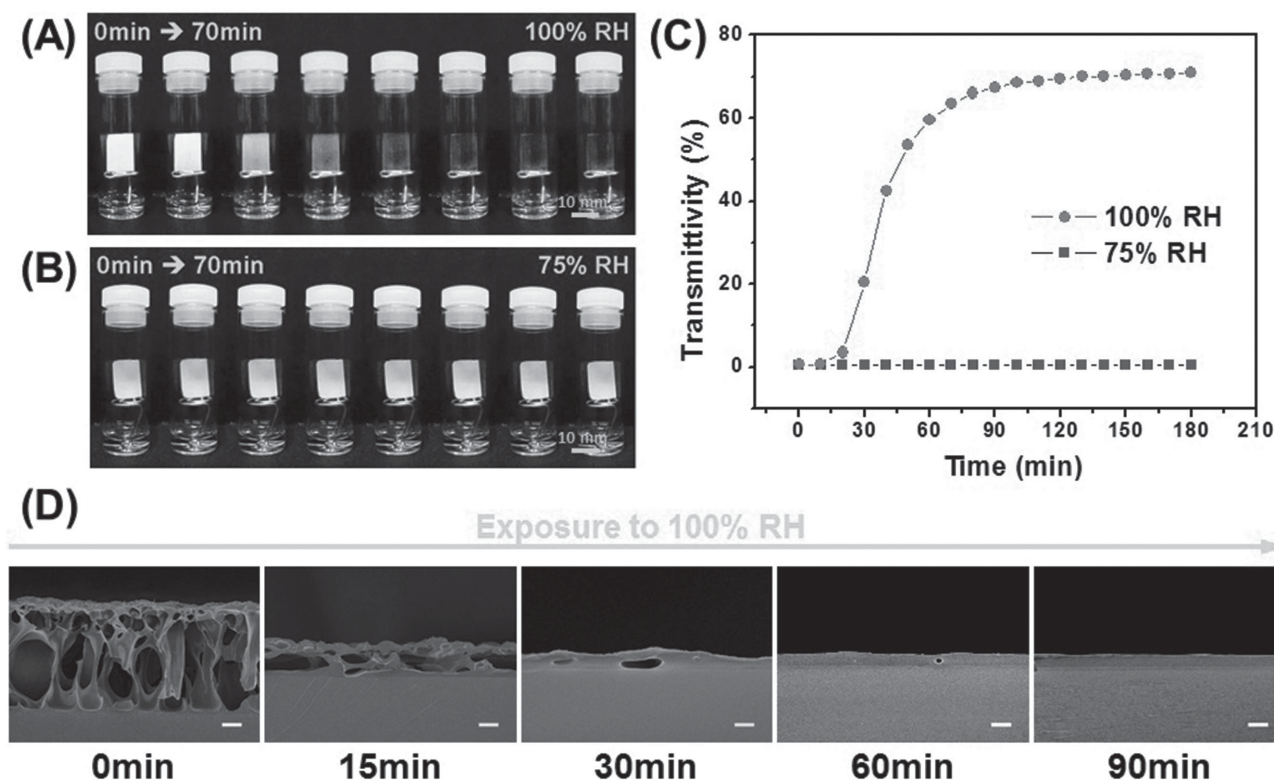 (A)
0min → 70min
100% RH
10 mm
(B)
0min → 70min
75% RH
10 mm
(C)
80
60
40
20
0
Transmittivity (%)
100% RH
75% RH
0 30 60 90 120 150 180 210
Time (min)
(D)
Exposure to 100% RH
0min 15min 30min 60min 90min